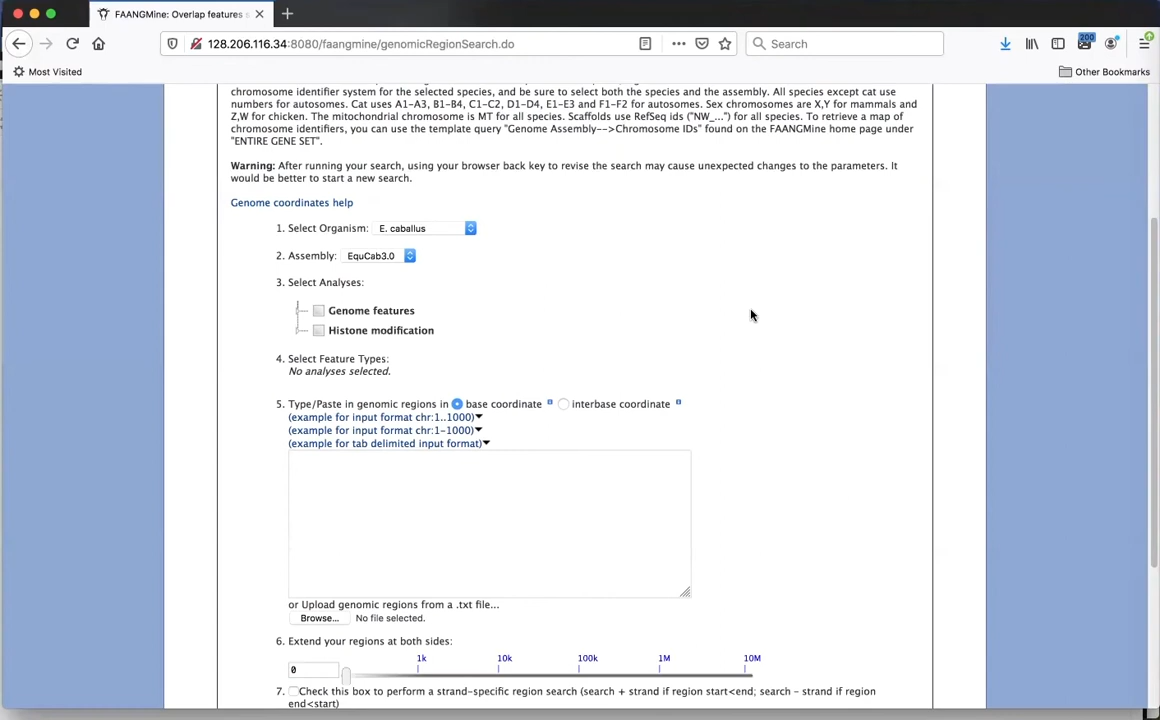 FAANGMine: Overlap features
128.206.116.34:8080/faangmine/genomicRegionSearch.do
Search
200
Most Visited
Other Bookmarks
chromosome identifier system for the selected species, and be sure to select both the species and the assembly. All species except cat use
numbers for autosomes. Cat uses A1-A3, B1-B4, C1-C2, D1-D4, E1-E3 and F1-F2 for autosomes. Sex chromosomes are X,Y for mammals and
Z,W for chicken. The mitochondrial chromosome is MT for all species. Scaffolds use RefSeq ids ("NW_...") for all species. To retrieve a map of
chromosome identifiers, you can use the template query "Genome Assembly-->Chromosome IDs" found on the FAANGMine home page under
"ENTIRE GENE SET".
Warning: After running your search, using your browser back key to revise the search may cause unexpected changes to the parameters. It
would be better to start a new search.
Genome coordinates help
1. Select Organism: E. caballus
2. Assembly: EquCab3.0
3. Select Analyses:
Genome features
Histone modification
4. Select Feature Types:
No analyses selected.
5. Type/Paste in genomic regions in base coordinate interbase coordinate
(example for input format chr:1..1000)
(example for input format chr:1-1000)
(example for tab delimited input format)
or Upload genomic regions from a .txt file...
Browse... No file selected.
6. Extend your regions at both sides:
1k 10k 100k 1M 10M
0
7. Check this box to perform a strand-specific region search (search + strand if region start<end; search - strand if region
end<start)